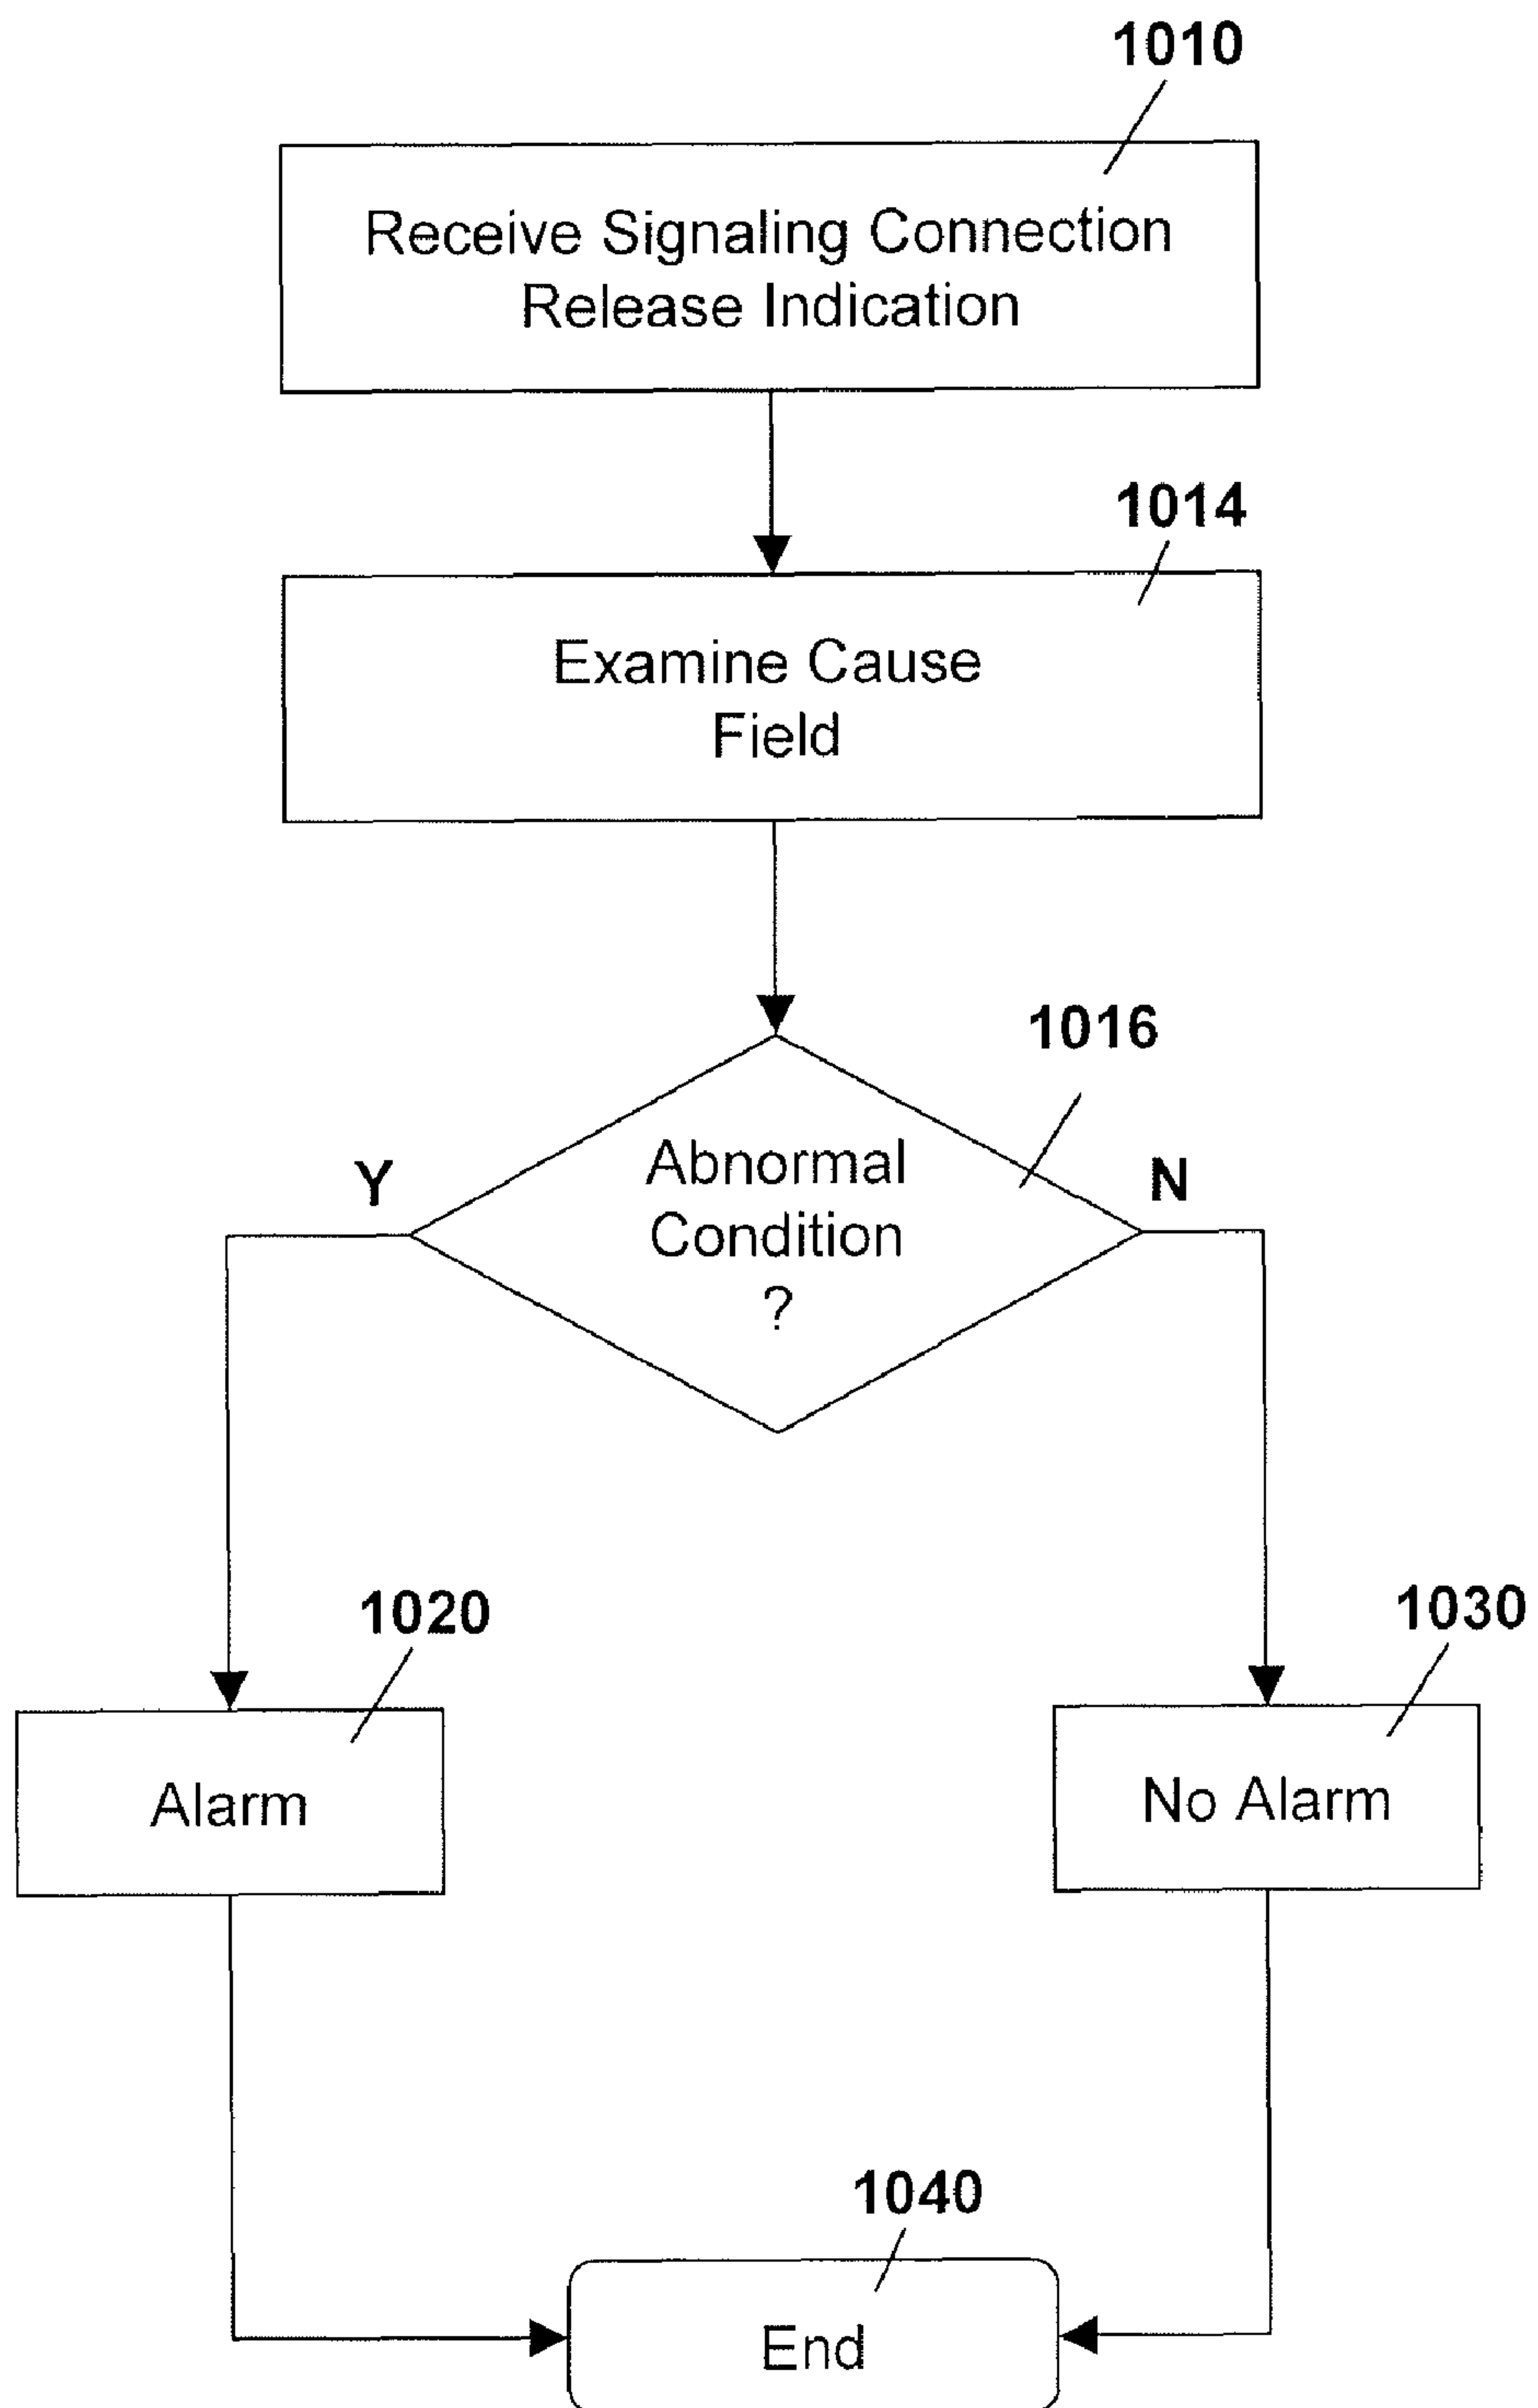 1010
Receive Signaling Connection
Release Indication
1014
Examine Cause
Field
1016
Y
Abnormal
Condition
?
N
1020
Alarm
1030
No Alarm
1040
End